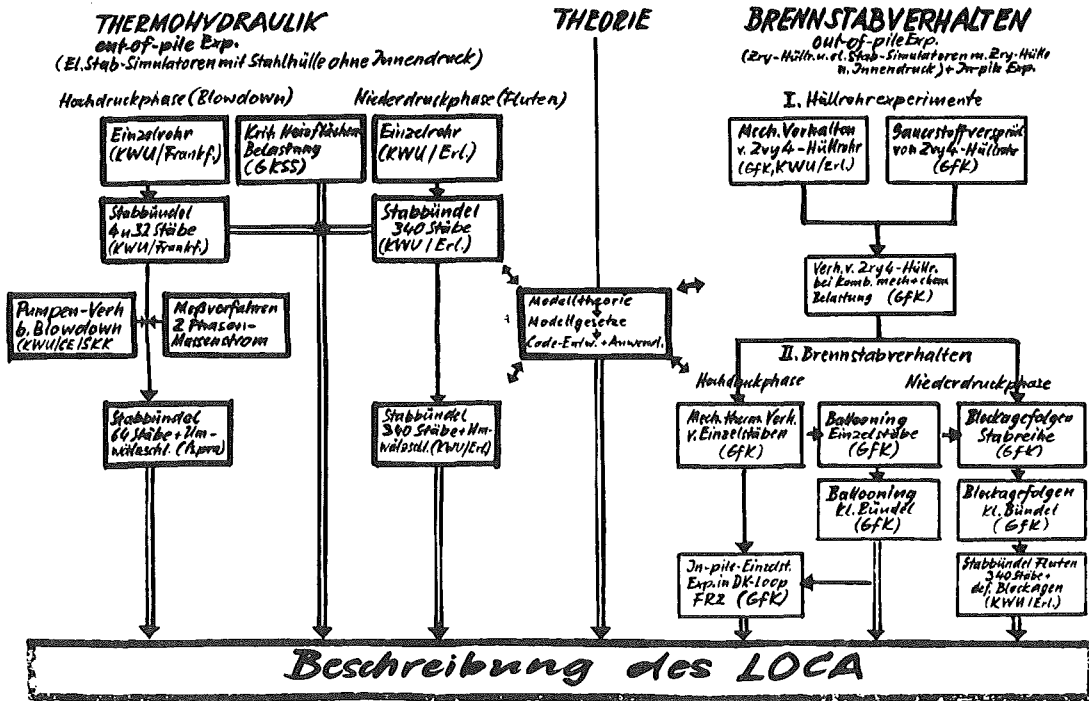 THERMOHYDRAULIK
out-of-pile Exp.
(El. Stab-Simulatoren mit Stahlhülle ohne Innendruck)
Hochdruckphase (Blowdown)
Niederdruckphase (Fluten)
Einzelrohr
(KWU/Frankf.)
Krit. Heizflächen
Belastung
(GKSS)
Einzelrohr
(KWU/Erl.)
Stabbündel
4 u 32 Stäbe
(KWU/Frankf.)
Stabbündel
340 Stäbe
(KWU/Erl.)
Pumpen-Verh
b. Blowdown
(KWU/CE/SKK
Meßverfahren
2 Phasen-
Massenstrom
Stabbündel
64 Stäbe + Um-
wälzschl. (Ispra)
Stabbündel
340 Stäbe + Um-
wälzschl. (KWU/Erl.)
THEORIE
Modelltheorie
Modellgesetze
Code-Entw. + Anwend.
BRENNSTABVERHALTEN
out-of-pile Exp.
(Zry-Hüllr. u. el. Stab-Simulatoren m. Zry-Hülle
u. Innendruck) + In-pile Exp.
I. Hüllrohrexperimente
Mech. Verhalten
v. Zry4-Hüllrohr
(GfK, KWU/Erl.)
Sauerstoffverspröd
von Zry4-Hüllrohr
(GfK)
Verh. v. Zry4-Hüllr.
bei komb. mech + chem
Belastung (GfK)
II. Brennstabverhalten
Hochdruckphase
Niederdruckphase
Mech. therm. Verh.
v. Einzelstäben
(GfK)
Ballooning
Einzelstäbe
(GfK)
Blockagefolgen
Stabreihe
(GfK)
Ballooning
kl. Bündel
(GfK)
Blockagefolgen
kl. Bündel
(GfK)
In-pile-Einzelst.
Exp. in DK-loop
FR2 (GfK)
Stabbündel Fluten
340 Stäbe +
def. Blockagen
(KWU/Erl.)
Beschreibung des LOCA